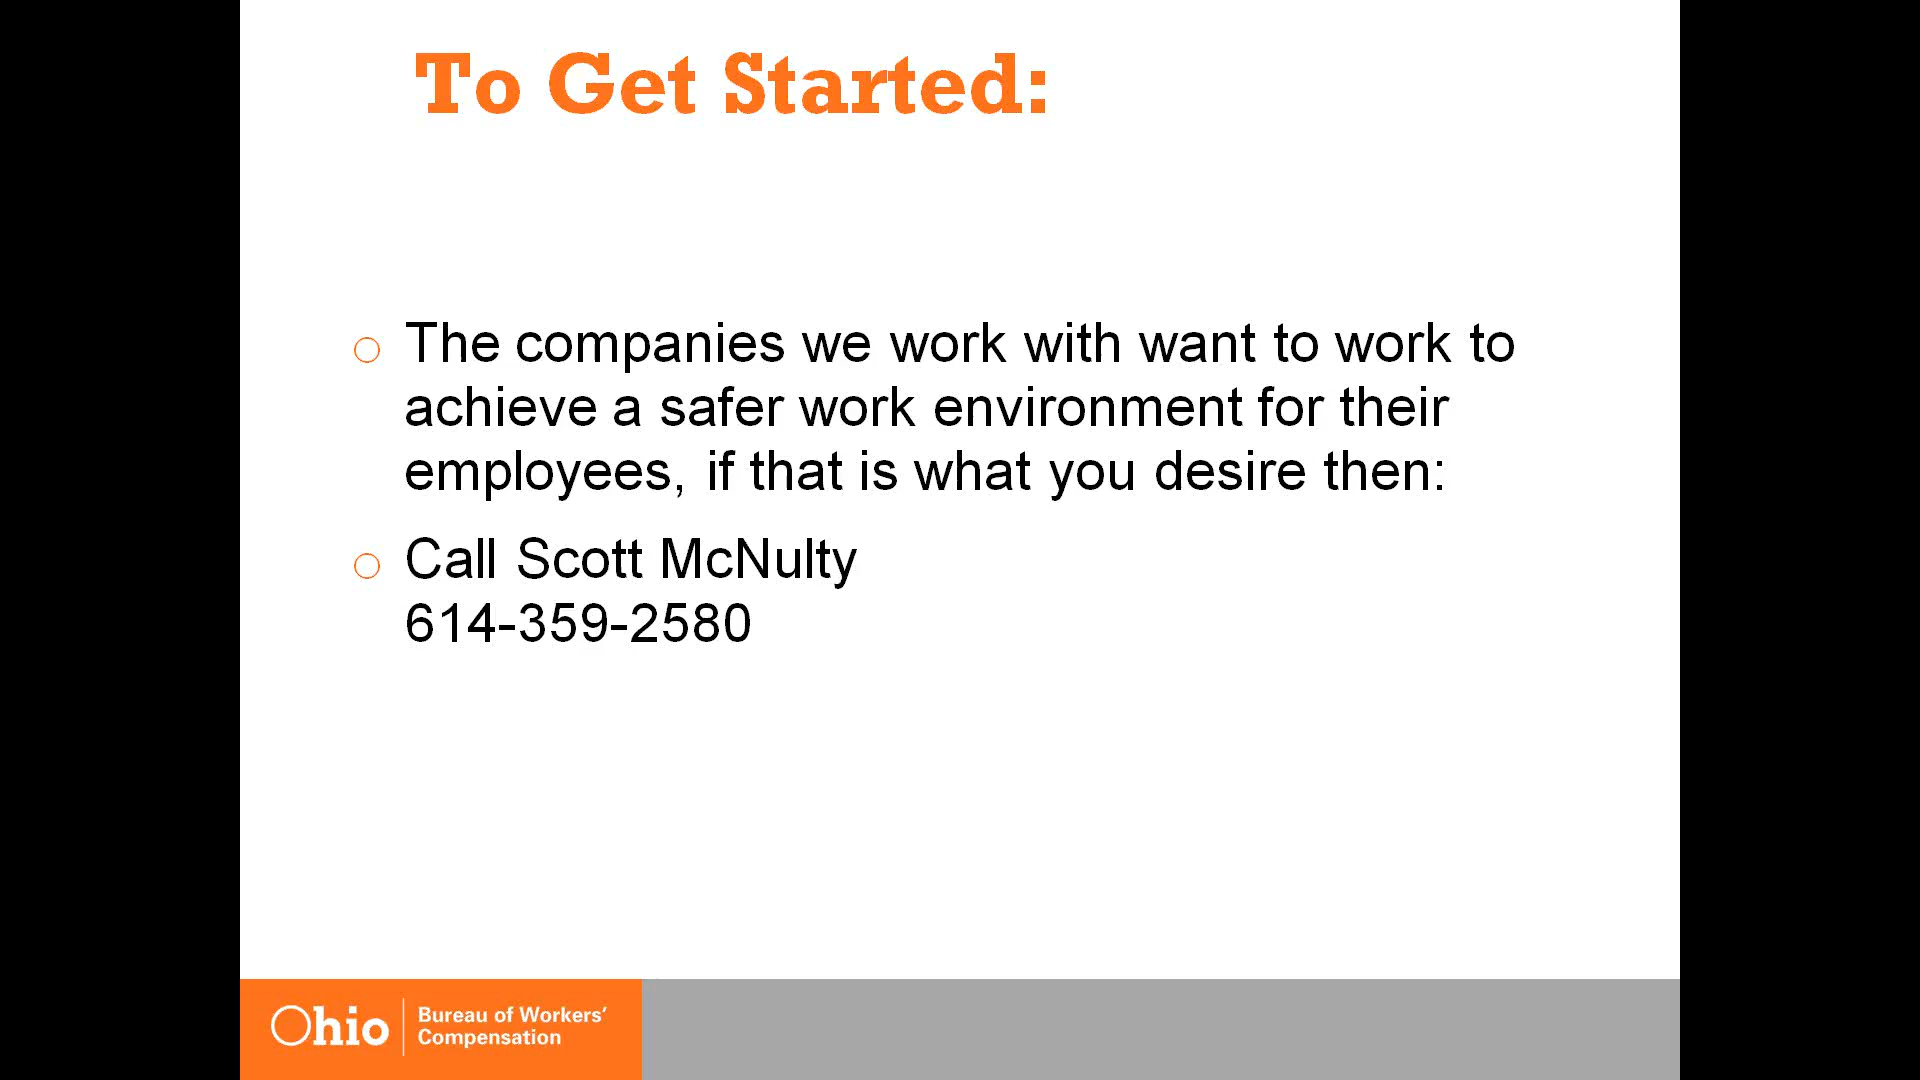 To Get Started:
The companies we work with want to work to
achieve a safer work environment for their
employees, if that is what you desire then:
Call Scott McNulty
614-359-2580
Ohio
Bureau of Workers’
Compensation